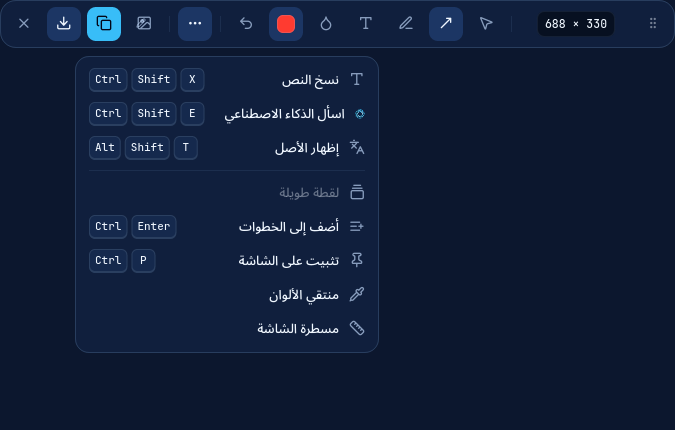 688 × 330
نسخ النص Ctrl Shift X
اسأل الذكاء الاصطناعي Ctrl Shift E
إظهار الأصل Alt Shift T
لقطة طويلة
أضف إلى الخطوات Ctrl Enter
تثبيت على الشاشة Ctrl P
منتقي الألوان
مسطرة الشاشة